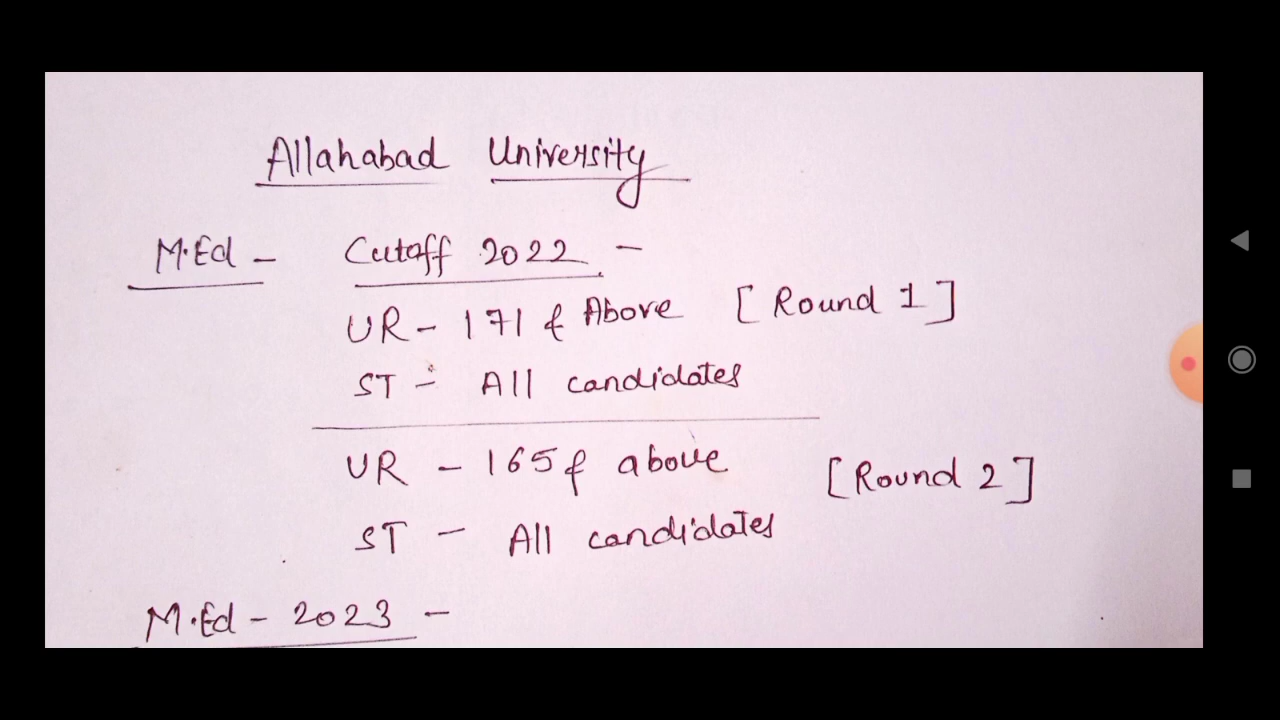 Allahabad University
M.Ed - Cutoff 2022 -
UR - 171 & Above [Round 1]
ST - All candidates
UR - 165 & above [Round 2]
ST - All candidates
M.Ed - 2023 -